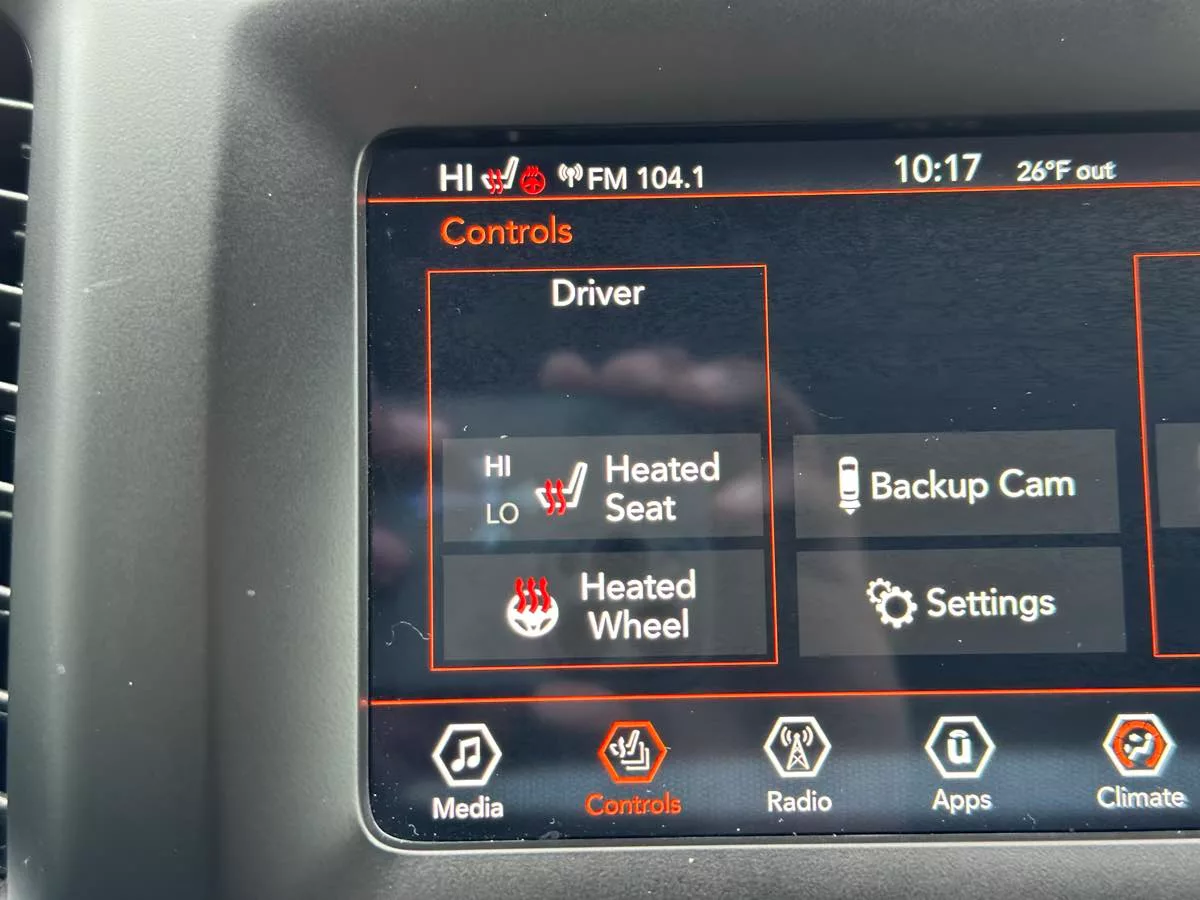 HI FM 104.1 10:17 26°F out
Controls
Driver
HI
LO
Heated
Seat
Backup Cam
Heated
Wheel
Settings
Media
Controls
Radio
Apps
Climate